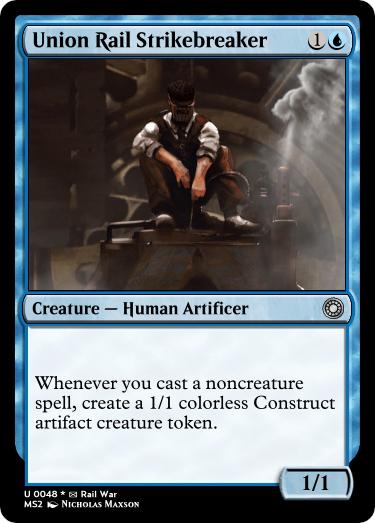 Union Rail Strikebreaker 1
Creature — Human Artificer
Whenever you cast a noncreature
spell, create a 1/1 colorless Construct
artifact creature token.
1/1
U 0048 * ✉ Rail War
MS2 Nicholas Maxson